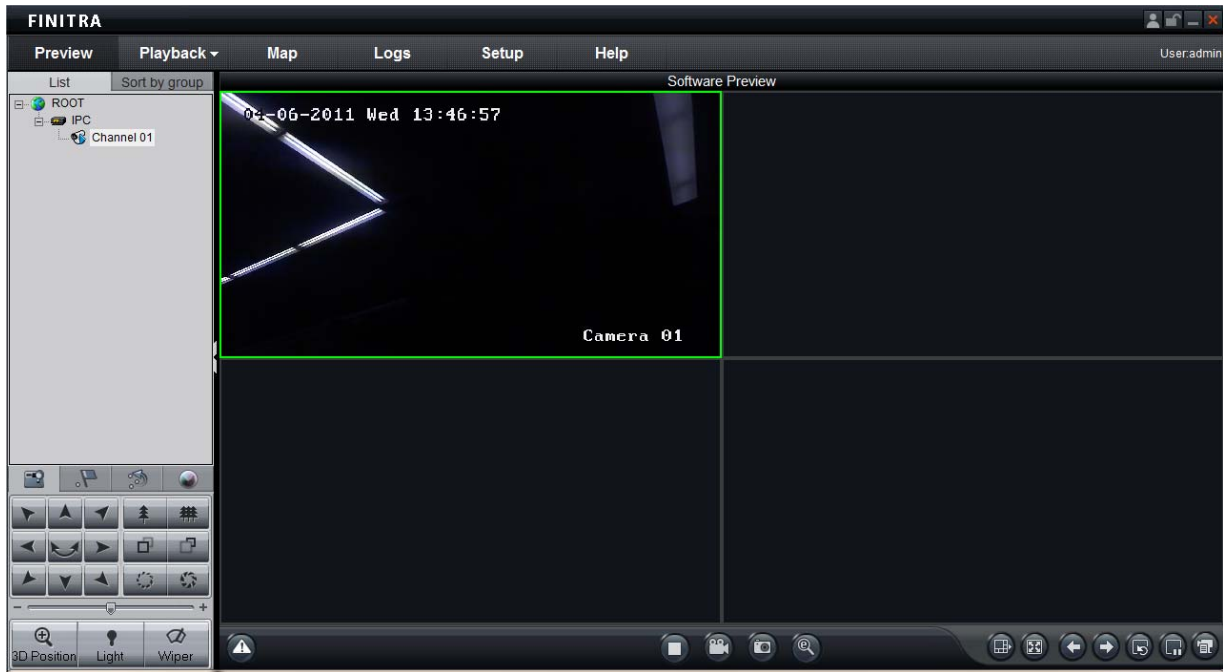 FINITRA
Preview Playback Map Logs Setup Help User:admin
List Sort by group Software Preview
ROOT
IPC
Channel 01
04-06-2011 Wed 13:46:57
Camera 01
3D Position Light Wiper